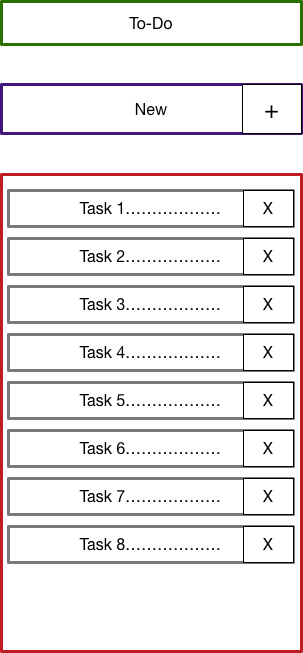 To-Do
New +
Task 1.................. X
Task 2.................. X
Task 3.................. X
Task 4.................. X
Task 5.................. X
Task 6.................. X
Task 7.................. X
Task 8.................. X